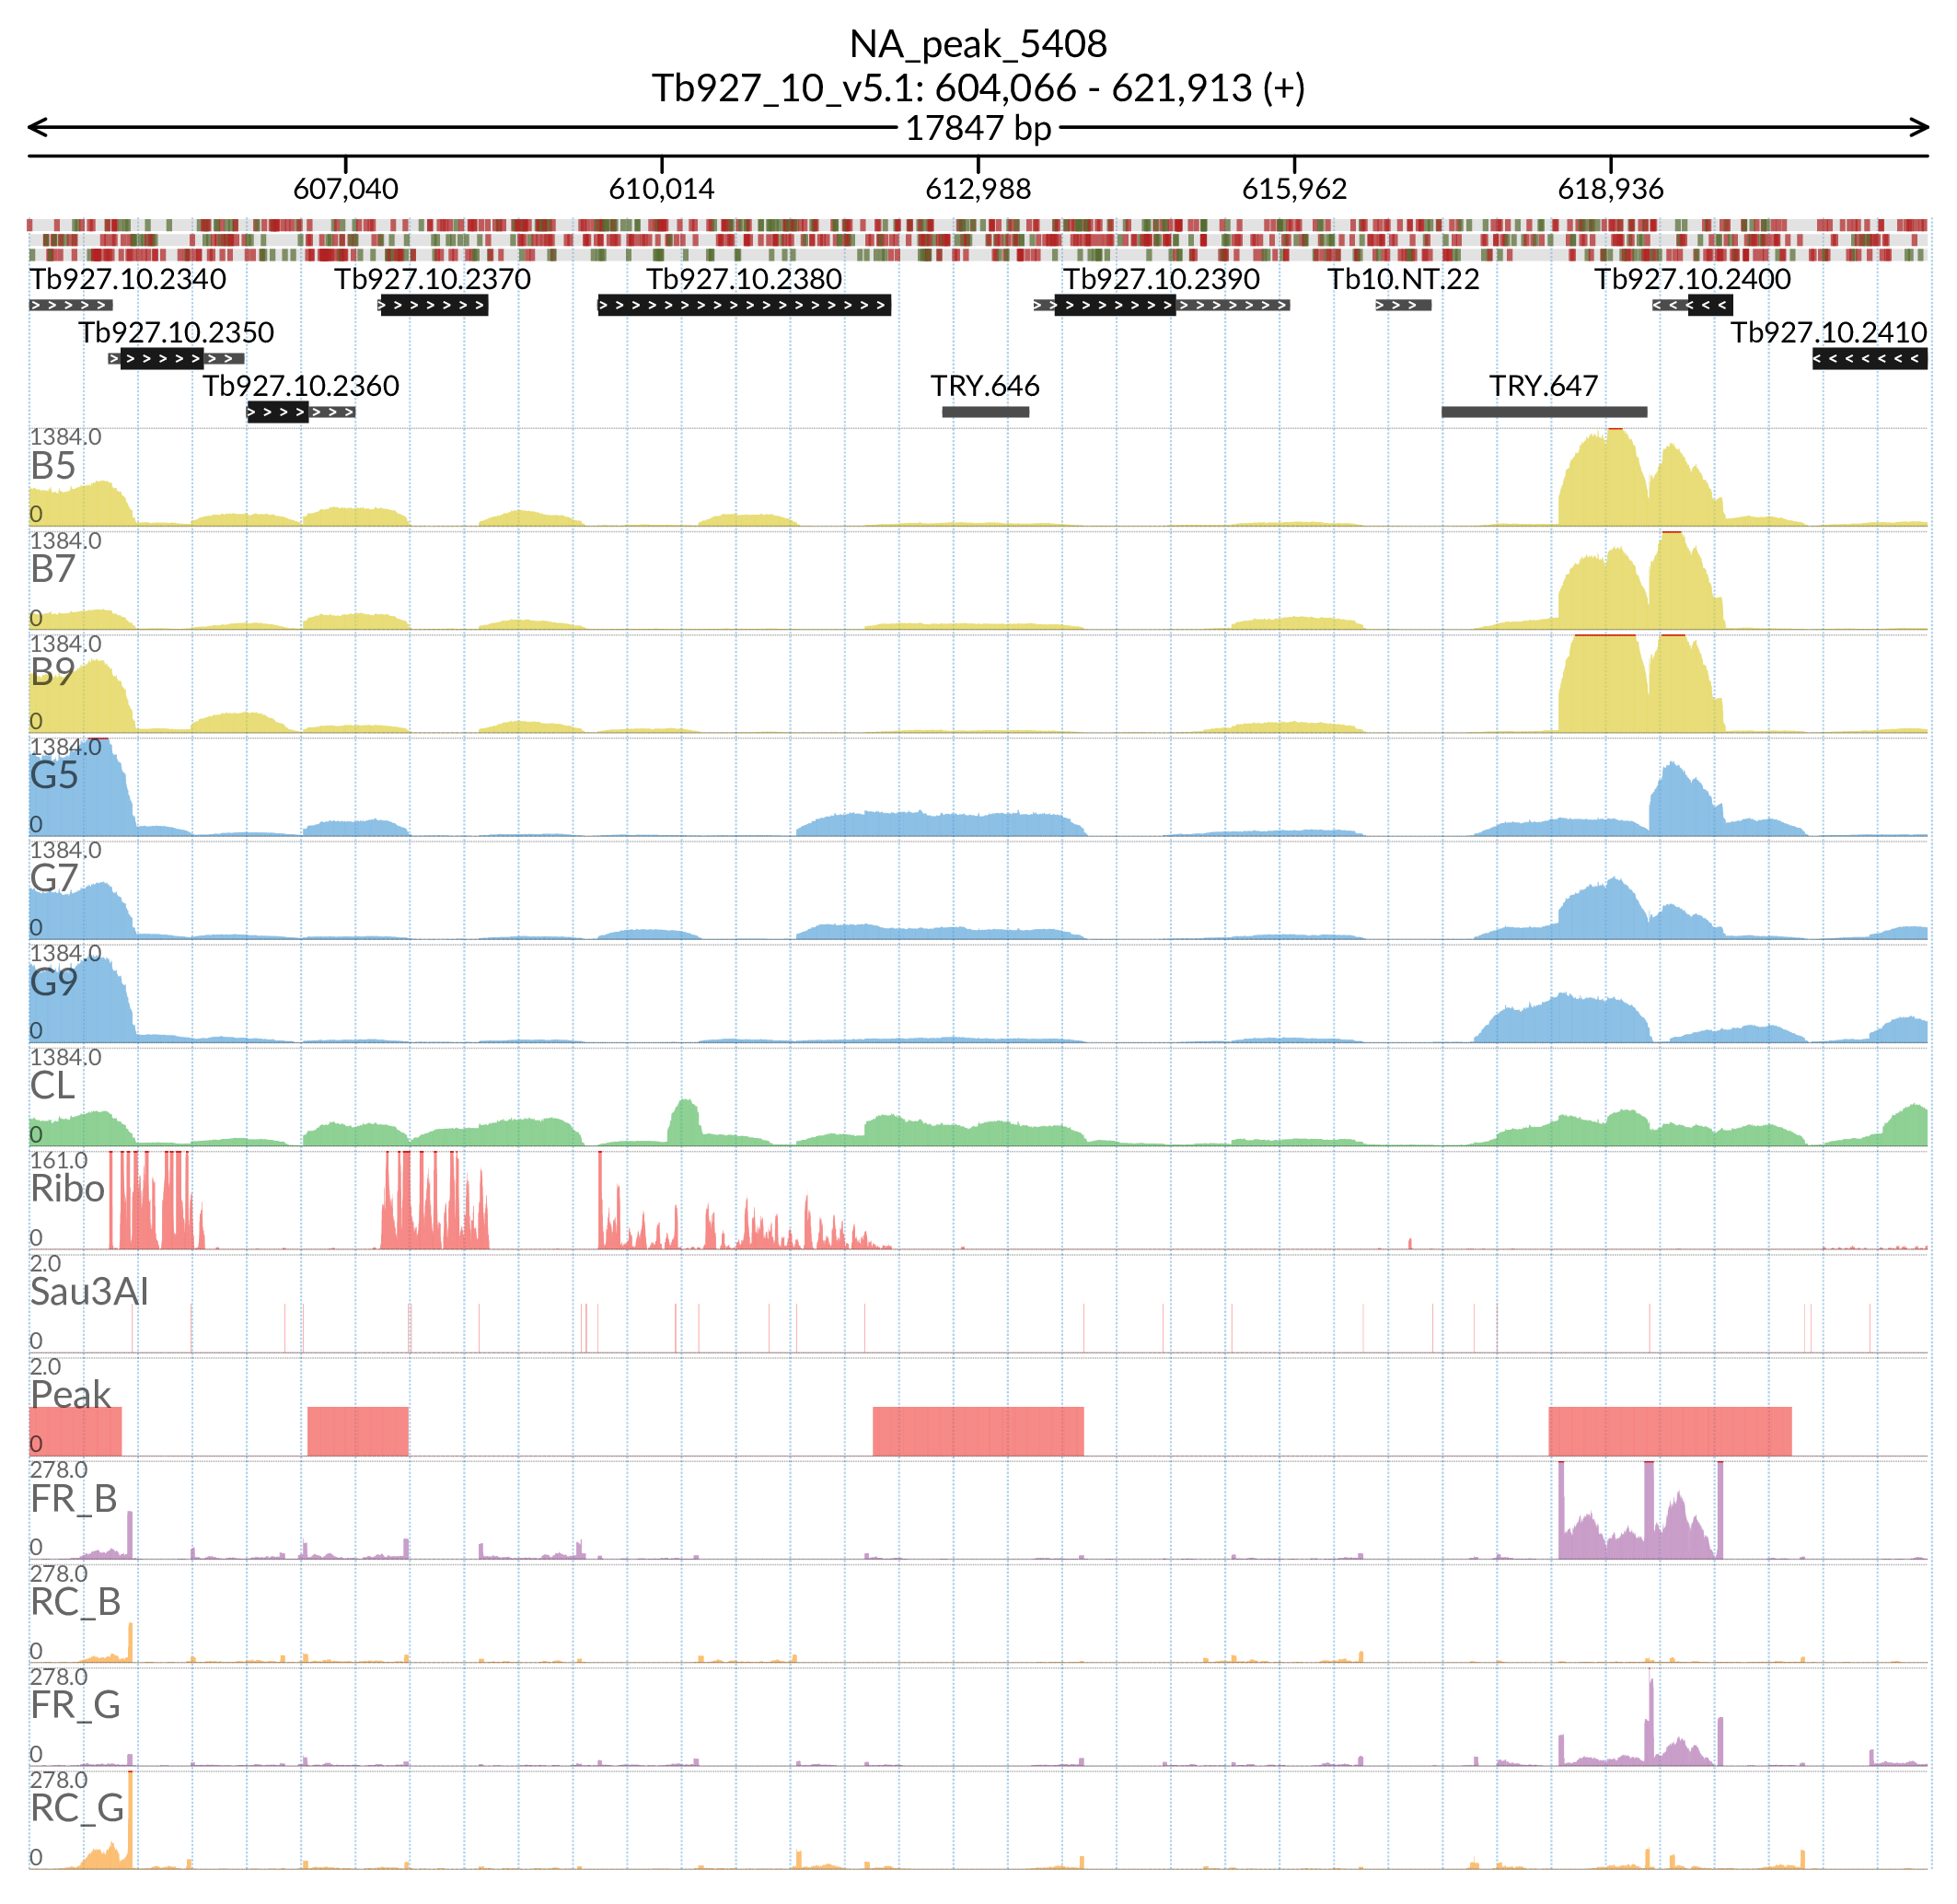 NA_peak_5408
Tb927_10_v5.1: 604,066 - 621,913 (+)
17847 bp
607,040 610,014 612,988 615,962 618,936
Tb927.10.2340 Tb927.10.2370 Tb927.10.2380 Tb927.10.2390 Tb10.NT.22 Tb927.10.2400
Tb927.10.2350 Tb927.10.2410
Tb927.10.2360 TRY.646 TRY.647
1384.0
B5
0
1384.0
B7
0
1384.0
B9
0
1384.0
G5
0
1384.0
G7
0
1384.0
G9
0
1384.0
CL
0
161.0
Ribo
0
2.0
Sau3AI
0
2.0
Peak
0
278.0
FR_B
0
278.0
RC_B
0
278.0
FR_G
0
278.0
RC_G
0